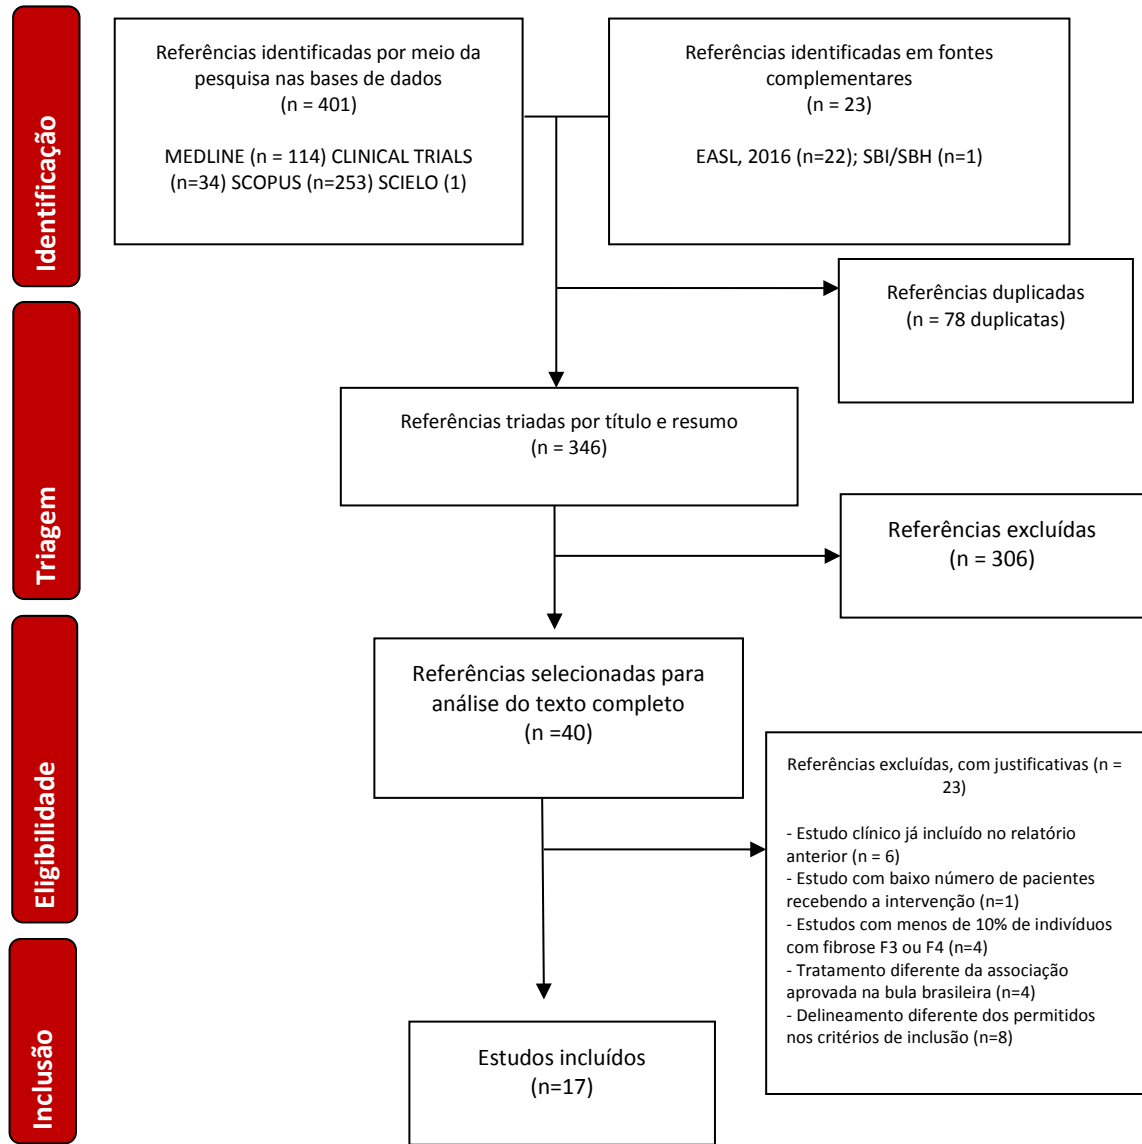 Identificação
Referências identificadas por meio da
pesquisa nas bases de dados
(n = 401)
MEDLINE (n = 114) CLINICAL TRIALS
(n=34) SCOPUS (n=253) SCIELO (1)
Referências identificadas em fontes
complementares
(n = 23)
EASL, 2016 (n=22); SBI/SBH (n=1)
Referências duplicadas
(n = 78 duplicatas)
Triagem
Referências triadas por título e resumo
(n = 346)
Referências excluídas
(n = 306)
Eligibilidade
Referências selecionadas para
análise do texto completo
(n =40)
Referências excluídas, com justificativas (n =
23)
- Estudo clínico já incluído no relatório
anterior (n = 6)
- Estudo com baixo número de pacientes
recebendo a intervenção (n=1)
- Estudos com menos de 10% de indivíduos
com fibrose F3 ou F4 (n=4)
- Tratamento diferente da associação
aprovada na bula brasileira (n=4)
- Delineamento diferente dos permitidos
nos critérios de inclusão (n=8)
Inclusão
Estudos incluídos
(n=17)